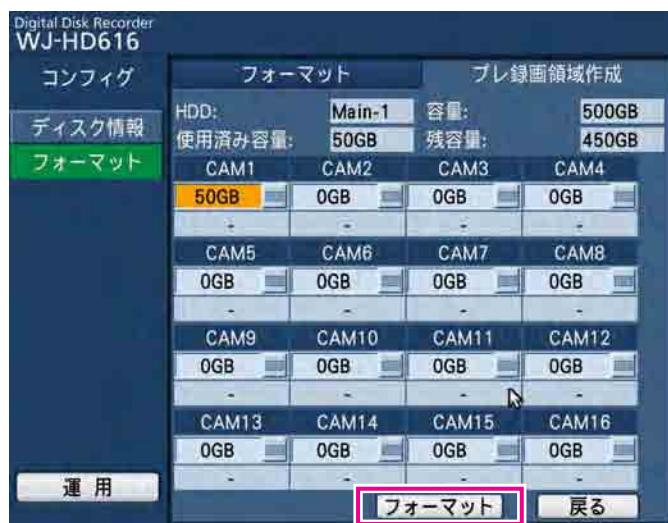 Digital Disk Recorder
WJ-HD616
コンフィグ
ディスク情報
フォーマット
運用
フォーマット プレ録画領域作成
HDD: Main-1 容量: 500GB
使用済み容量: 50GB 残容量: 450GB
CAM1 CAM2 CAM3 CAM4
50GB 0GB 0GB 0GB
- - - -
CAM5 CAM6 CAM7 CAM8
0GB 0GB 0GB 0GB
- - - -
CAM9 CAM10 CAM11 CAM12
0GB 0GB 0GB 0GB
- - - -
CAM13 CAM14 CAM15 CAM16
0GB 0GB 0GB 0GB
- - - -
フォーマット 戻る